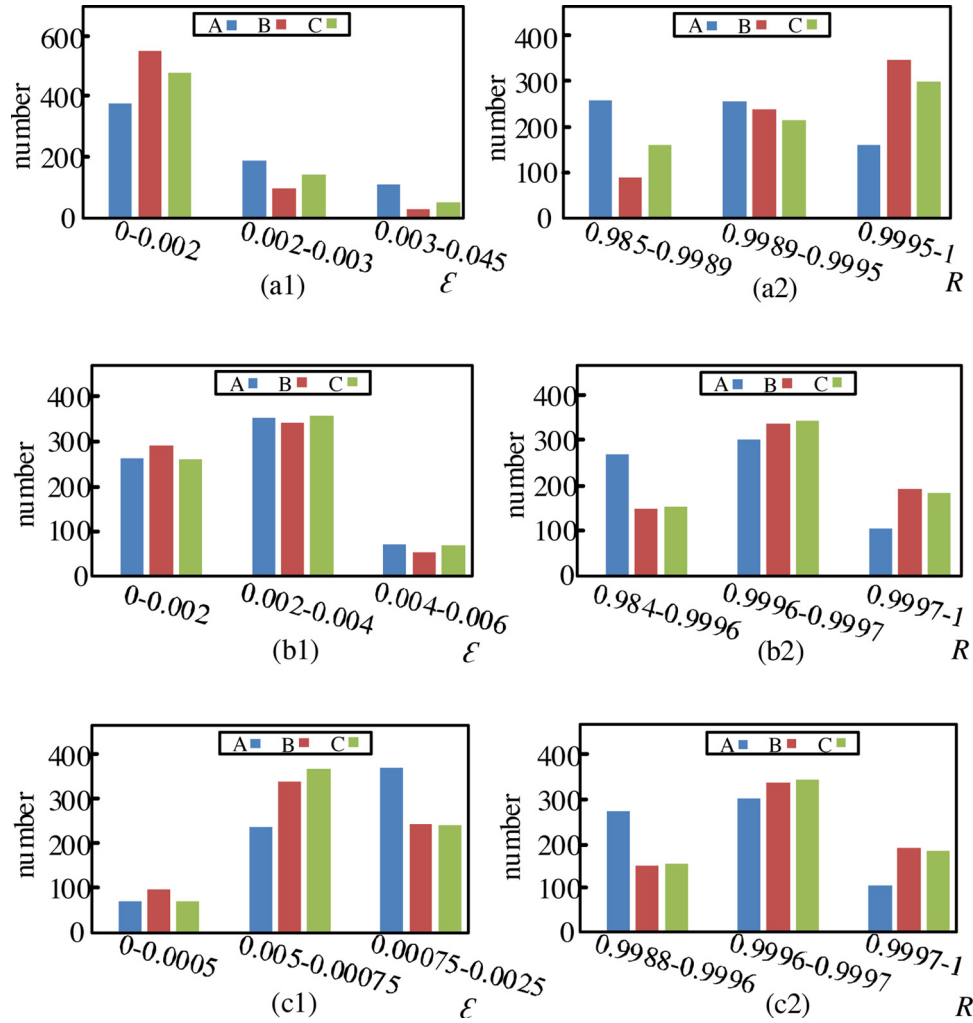 A B C
number
600
400
200
0
0-0.002
0.002-0.003
0.003-0.045
ε
(a1)
A B C
number
400
300
200
100
0
0.985-0.9989
0.9989-0.9995
0.9995-1
R
(a2)
A B C
number
400
300
200
100
0
0-0.002
0.002-0.004
0.004-0.006
ε
(b1)
A B C
number
400
300
200
100
0
0.984-0.9996
0.9996-0.9997
0.9997-1
R
(b2)
A B C
number
400
300
200
100
0
0-0.0005
0.005-0.00075
0.00075-0.0025
ε
(c1)
A B C
number
400
300
200
100
0
0.9988-0.9996
0.9996-0.9997
0.9997-1
R
(c2)